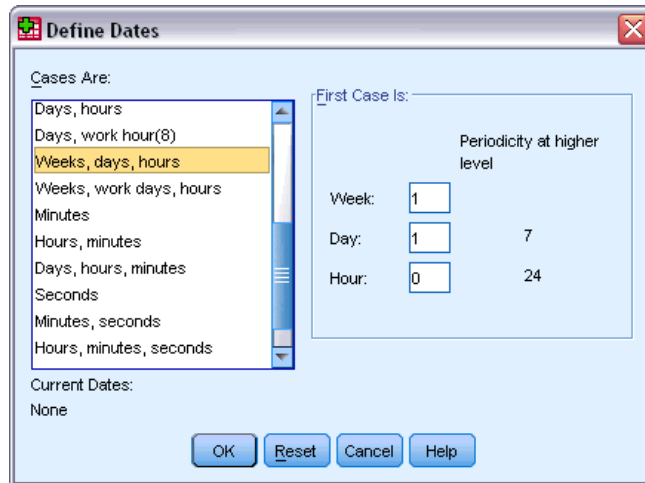 Define Dates
Cases Are:
Days, hours
Days, work hour(8)
Weeks, days, hours
Weeks, work days, hours
Minutes
Hours, minutes
Days, hours, minutes
Seconds
Minutes, seconds
Hours, minutes, seconds
First Case Is:
Periodicity at higher
level
Week: 1
Day: 1 7
Hour: 0 24
Current Dates:
None
OK Reset Cancel Help